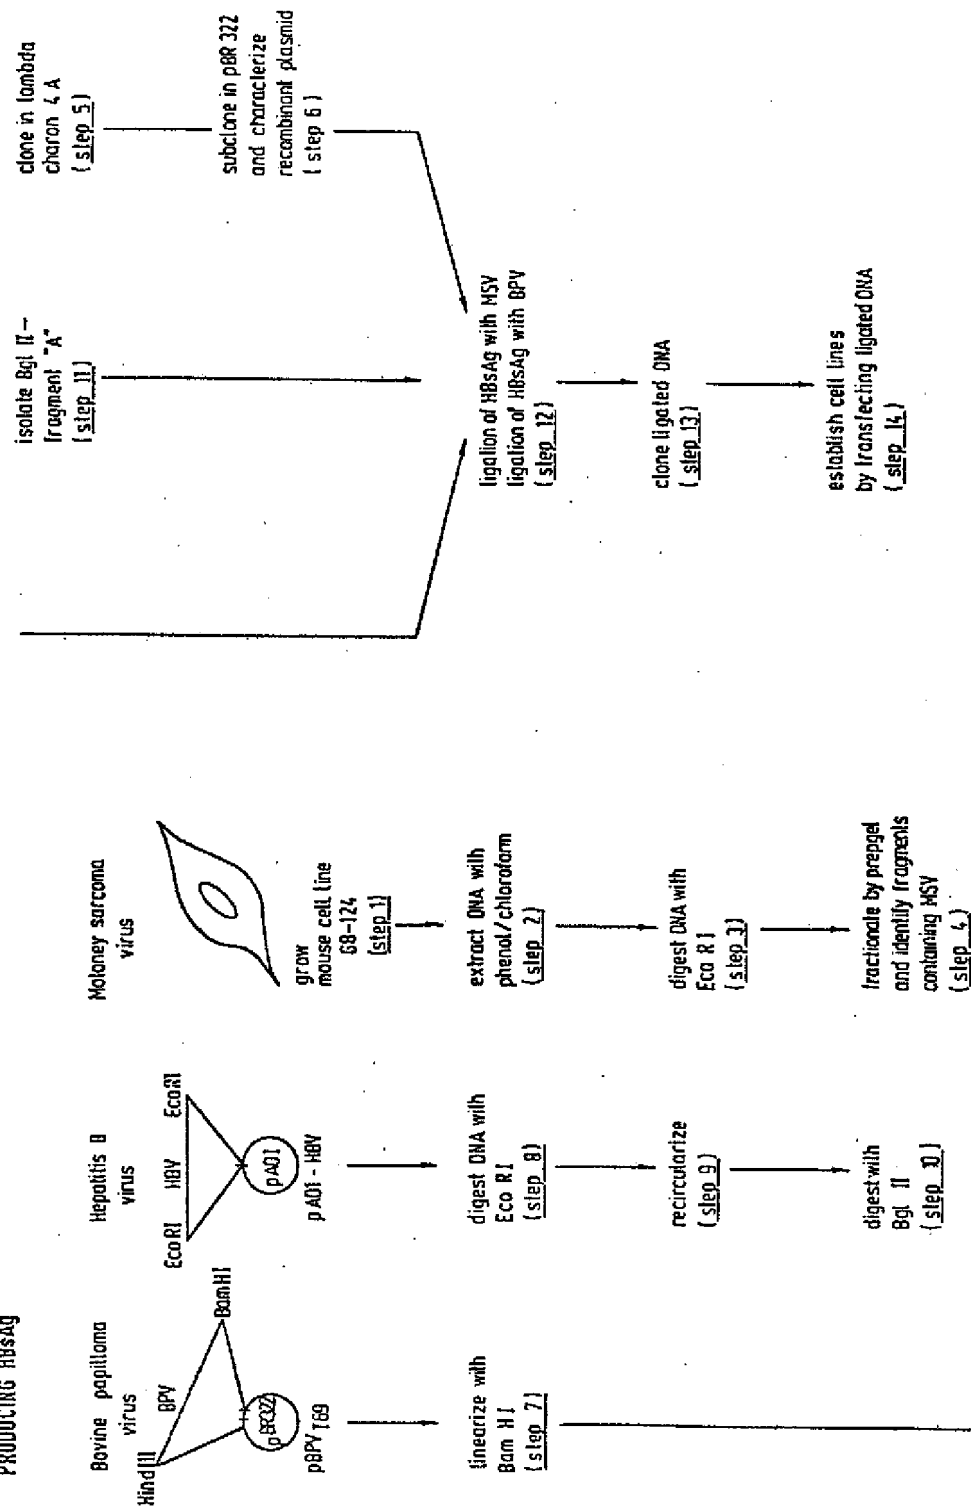 PRODUCING HBsAg
Bovine papilloma
virus
Hind III
BPV
BamHI
pBR322
pBPV T69
linearize with
Bam H I
(step 7)
Hepatitis B
virus
EcoRI
HBV
EcoRI
pA01
pA01 - HBV
digest DNA with
Eco R I
(step 8)
recircularize
(step 9)
digest with
Bgl II
(step 10)
Moloney sarcoma
virus
grow
mouse cell line
G8-124
(step 1)
extract DNA with
phenol/chloroform
(step 2)
digest DNA with
Eco R I
(step 3)
fractionate by prepgel
and identify fragments
containing MSV
(step 4)
isolate Bgl II -
fragment "A"
(step 11)
clone in lambda
charon 4 A
(step 5)
subclone in pBR 322
and characterize
recombinant plasmid
(step 6)
ligation of HBsAg with MSV
ligation of HBsAg with BPV
(step 12)
clone ligated DNA
(step 13)
establish cell lines
by transfecting ligated DNA
(step 14)